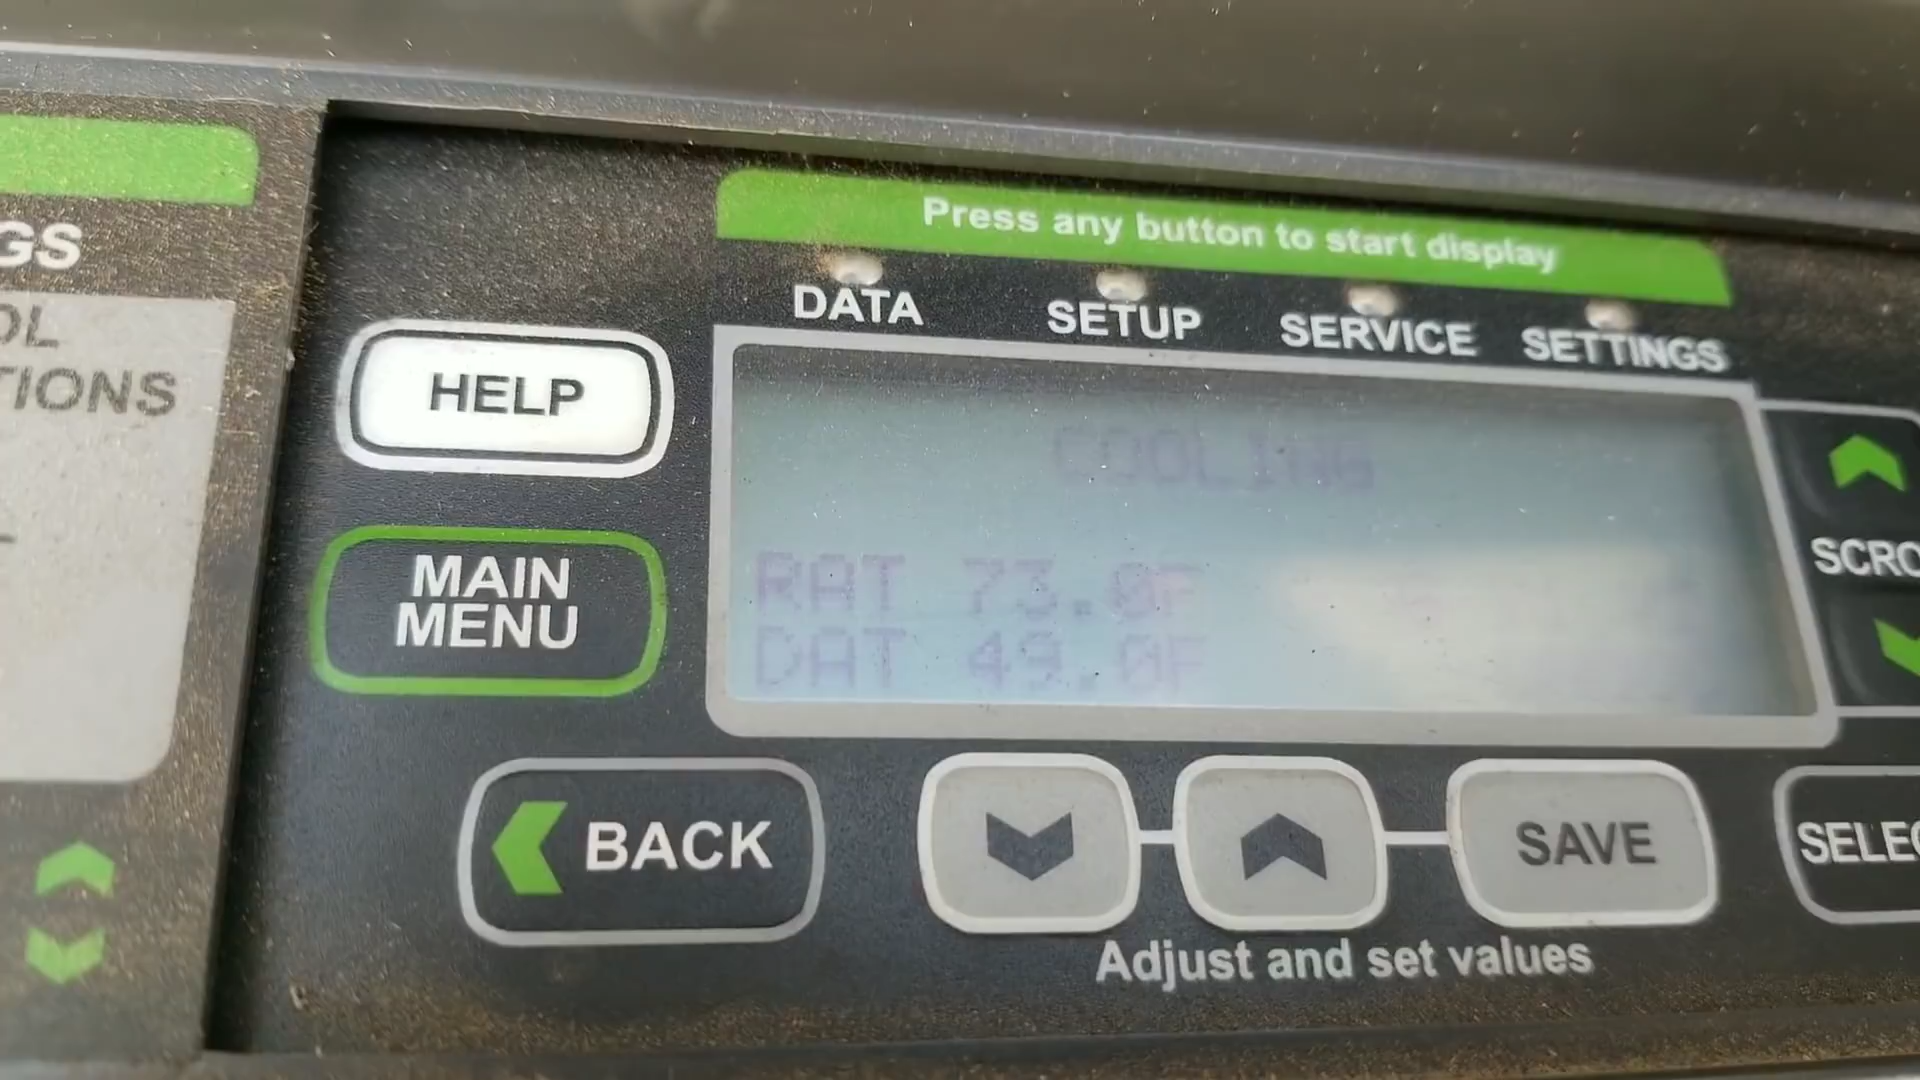 GS
OL
TIONS
Press any button to start display
DATA SETUP SERVICE SETTINGS
HELP
COOLING
RAT 73.0F
DAT 49.0F
MAIN
MENU
SCRO
BACK
SAVE
SELEC
Adjust and set values